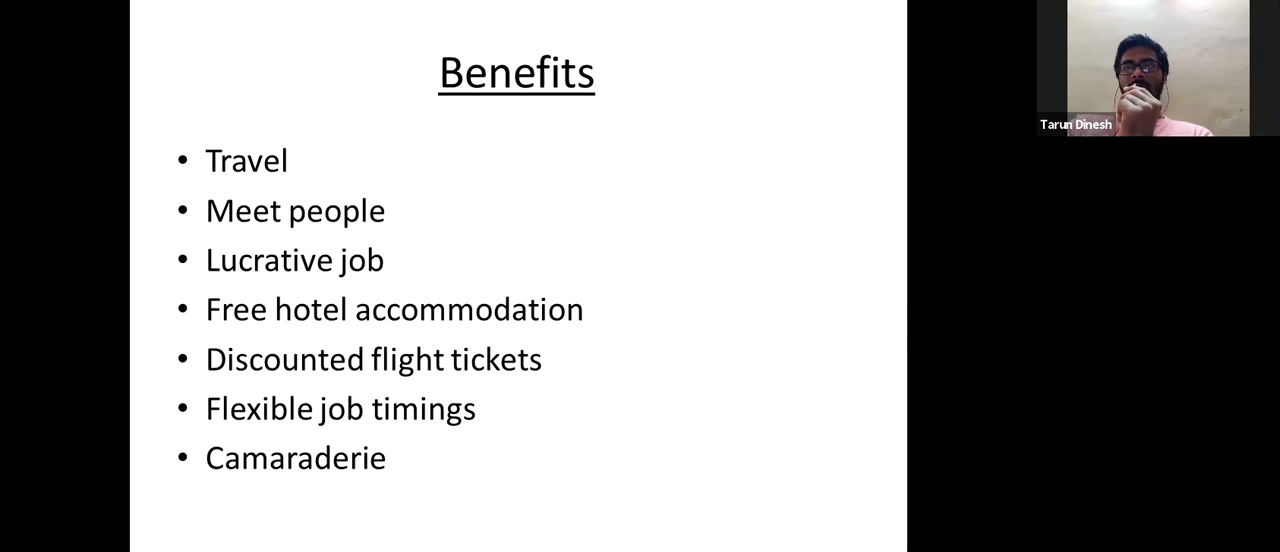 Benefits
• Travel
• Meet people
• Lucrative job
• Free hotel accommodation
• Discounted flight tickets
• Flexible job timings
• Camaraderie
Tarun Dinesh